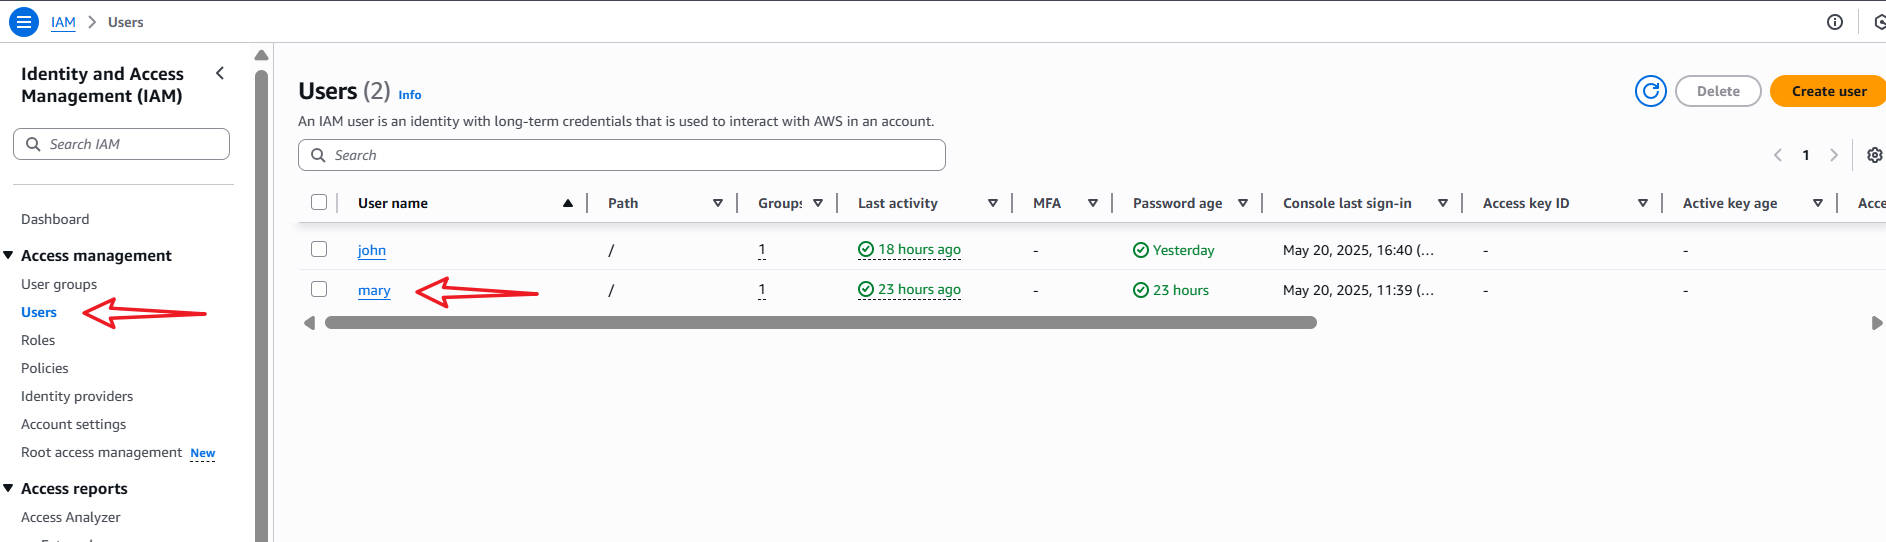 IAM > Users
Identity and Access
Management (IAM)
Search IAM
Dashboard
Access management
User groups
Users
Roles
Policies
Identity providers
Account settings
Root access management New
Access reports
Access Analyzer
Users (2) Info
Delete
Create user
An IAM user is an identity with long-term credentials that is used to interact with AWS in an account.
Search
1
User name Path Groups Last activity MFA Password age Console last sign-in Access key ID Active key age Acce
john / 1 18 hours ago - Yesterday May 20, 2025, 16:40 (... - -
mary / 1 23 hours ago - 23 hours May 20, 2025, 11:39 (... - -